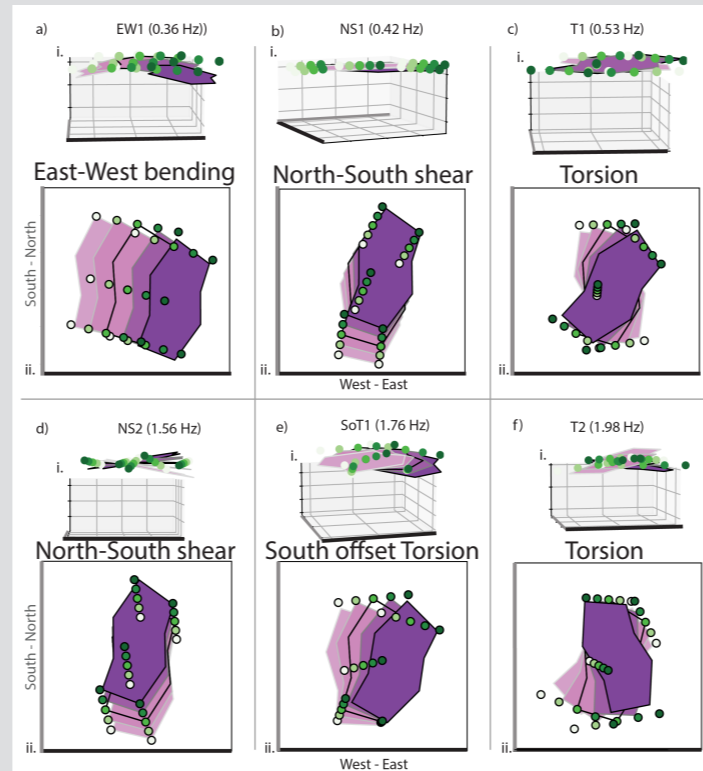 a) EW1 (0.36 Hz))
i.
East-West bending
South - North
ii.
b) NS1 (0.42 Hz)
i.
North-South shear
ii.
West - East
c) T1 (0.53 Hz)
i.
Torsion
ii.
d) NS2 (1.56 Hz)
i.
North-South shear
South - North
ii.
e) SoT1 (1.76 Hz)
i.
South offset Torsion
ii.
West - East
f) T2 (1.98 Hz)
i.
Torsion
ii.